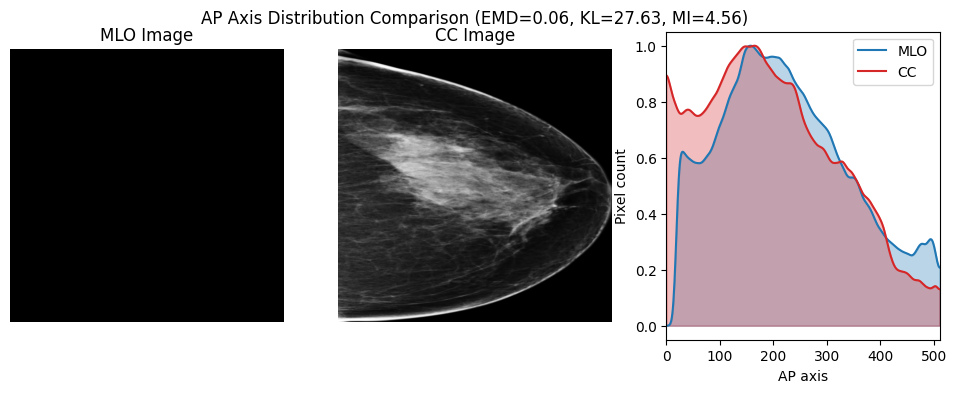 AP Axis Distribution Comparison (EMD=0.06, KL=27.63, MI=4.56)
MLO Image
CC Image
MLO
CC
Pixel count
1.0
0.8
0.6
0.4
0.2
0.0
0 100 200 300 400 500
AP axis